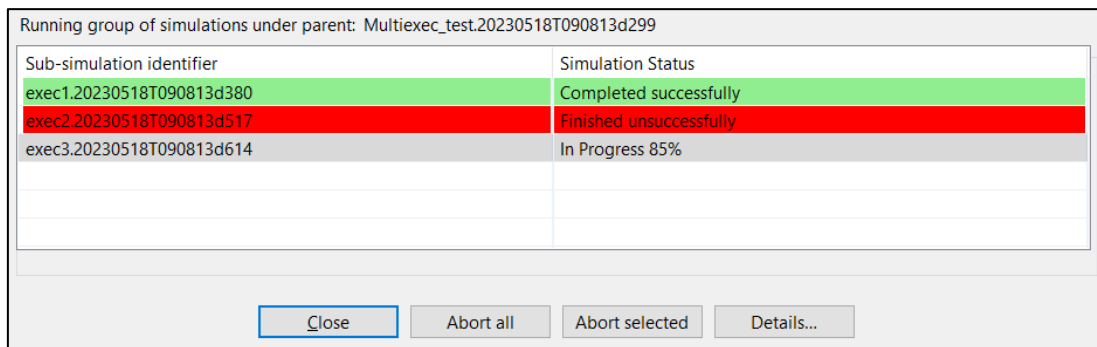 Running group of simulations under parent: Multiexec_test.20230518T090813d299
Sub-simulation identifier Simulation Status
exec1.20230518T090813d380 Completed successfully
exec2.20230518T090813d517 Finished unsuccessfully
exec3.20230518T090813d614 In Progress 85%
Close Abort all Abort selected Details...